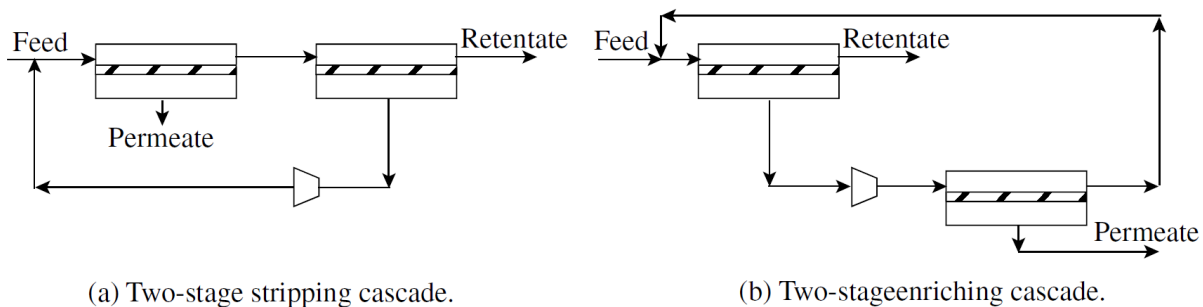 Feed
Retentate
Permeate
(a) Two-stage stripping cascade.
Feed
Retentate
Permeate
(b) Two-stageenriching cascade.